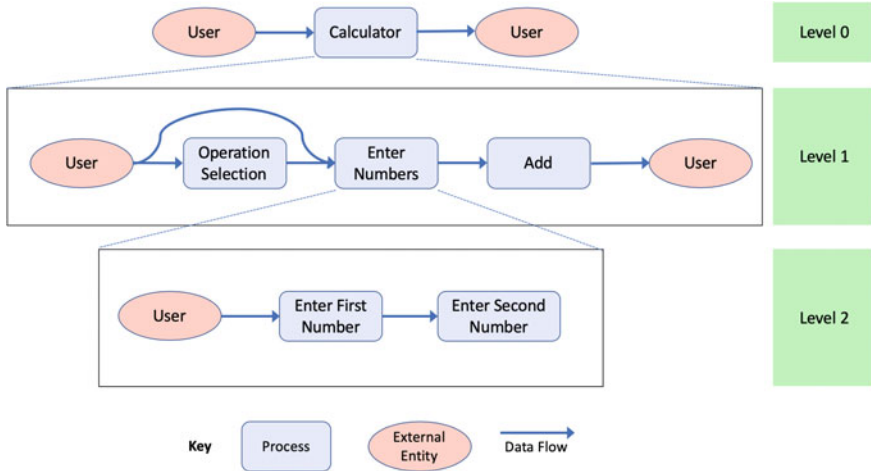 User
Calculator
User
Level 0
User
Operation
Selection
Enter
Numbers
Add
User
Level 1
User
Enter First
Number
Enter Second
Number
Level 2
Key
Process
External
Entity
Data Flow